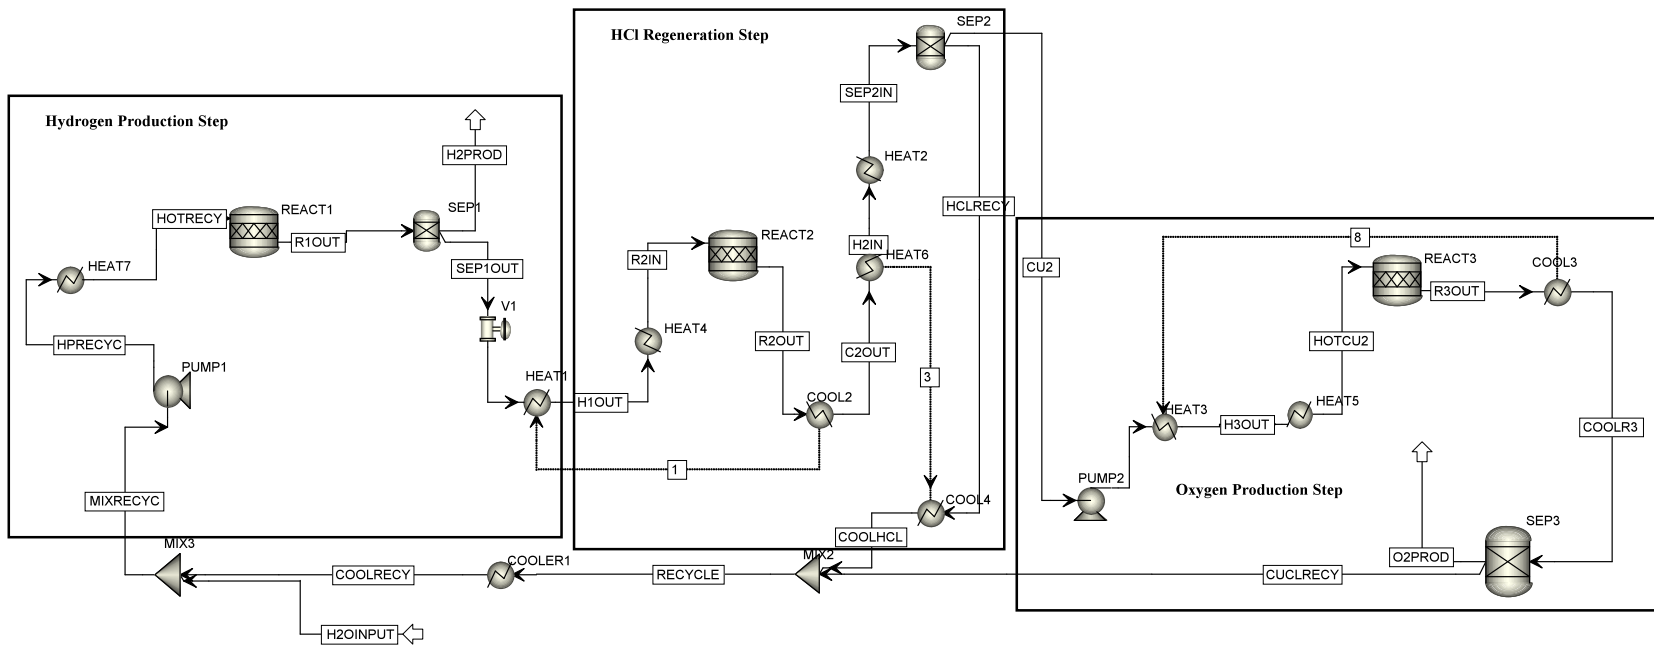 HCl Regeneration Step
SEP2
SEP2IN
Hydrogen Production Step
H2PROD
HEAT2
HCLRECY
HOTRECY
REACT1
SEP1
R1OUT
REACT2
R2IN
H2IN
HEAT6
CU2
8
REACT3
COOL3
R3OUT
HEAT7
SEP1OUT
V1
HPRECYC
HEAT4
R2OUT
C2OUT
HOTCU2
PUMP1
HEAT1
H1OUT
COOL2
3
HEAT3
H3OUT
HEAT5
COOLR3
1
PUMP2
Oxygen Production Step
MIXRECYC
COOL4
COOLHCL
SEP3
MIX3
COOLER1
MIX2
O2PROD
COOLRECY
RECYCLE
CUCLRECY
H2OINPUT